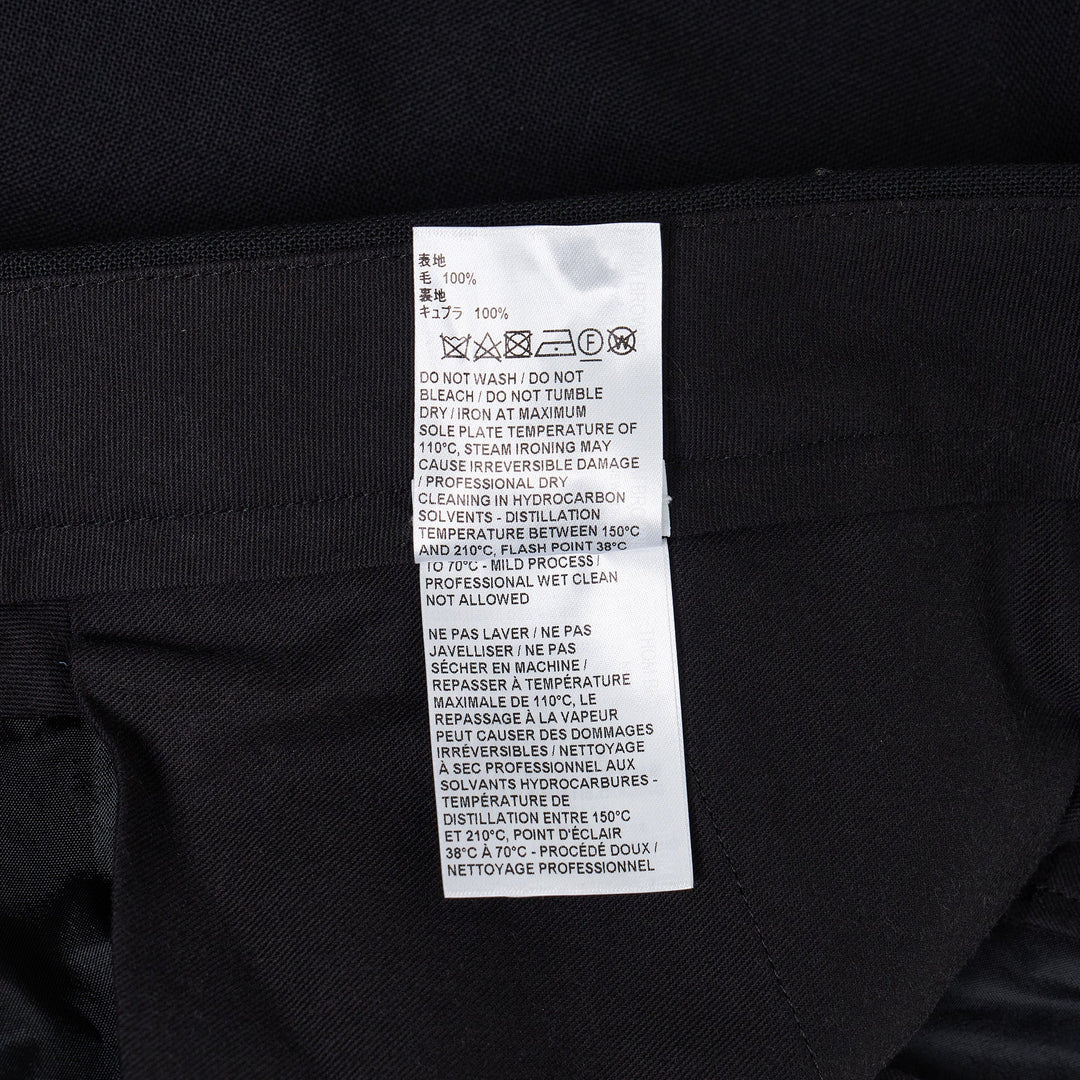 表地
毛 100%
裏地
キュプラ 100%
F W
DO NOT WASH / DO NOT
BLEACH / DO NOT TUMBLE
DRY / IRON AT MAXIMUM
SOLE PLATE TEMPERATURE OF
110°C, STEAM IRONING MAY
CAUSE IRREVERSIBLE DAMAGE
/ PROFESSIONAL DRY
CLEANING IN HYDROCARBON
SOLVENTS - DISTILLATION
TEMPERATURE BETWEEN 150°C
AND 210°C, FLASH POINT 38°C
TO 70°C - MILD PROCESS /
PROFESSIONAL WET CLEAN
NOT ALLOWED
NE PAS LAVER / NE PAS
JAVELLISER / NE PAS
SÉCHER EN MACHINE /
REPASSER À TEMPÉRATURE
MAXIMALE DE 110°C, LE
REPASSAGE À LA VAPEUR
PEUT CAUSER DES DOMMAGES
IRRÉVERSIBLES / NETTOYAGE
À SEC PROFESSIONNEL AUX
SOLVANTS HYDROCARBURES -
TEMPÉRATURE DE
DISTILLATION ENTRE 150°C
ET 210°C, POINT D'ÉCLAIR
38°C À 70°C - PROCÉDÉ DOUX /
NETTOYAGE PROFESSIONNEL